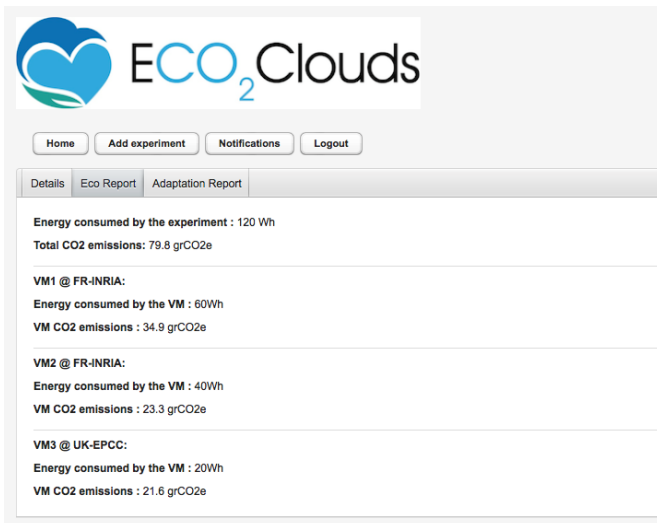 ECO2Clouds
Home Add experiment Notifications Logout
Details Eco Report Adaptation Report
Energy consumed by the experiment : 120 Wh
Total CO2 emissions: 79.8 grCO2e
VM1 @ FR-INRIA:
Energy consumed by the VM : 60Wh
VM CO2 emissions : 34.9 grCO2e
VM2 @ FR-INRIA:
Energy consumed by the VM : 40Wh
VM CO2 emissions : 23.3 grCO2e
VM3 @ UK-EPCC:
Energy consumed by the VM : 20Wh
VM CO2 emissions : 21.6 grCO2e